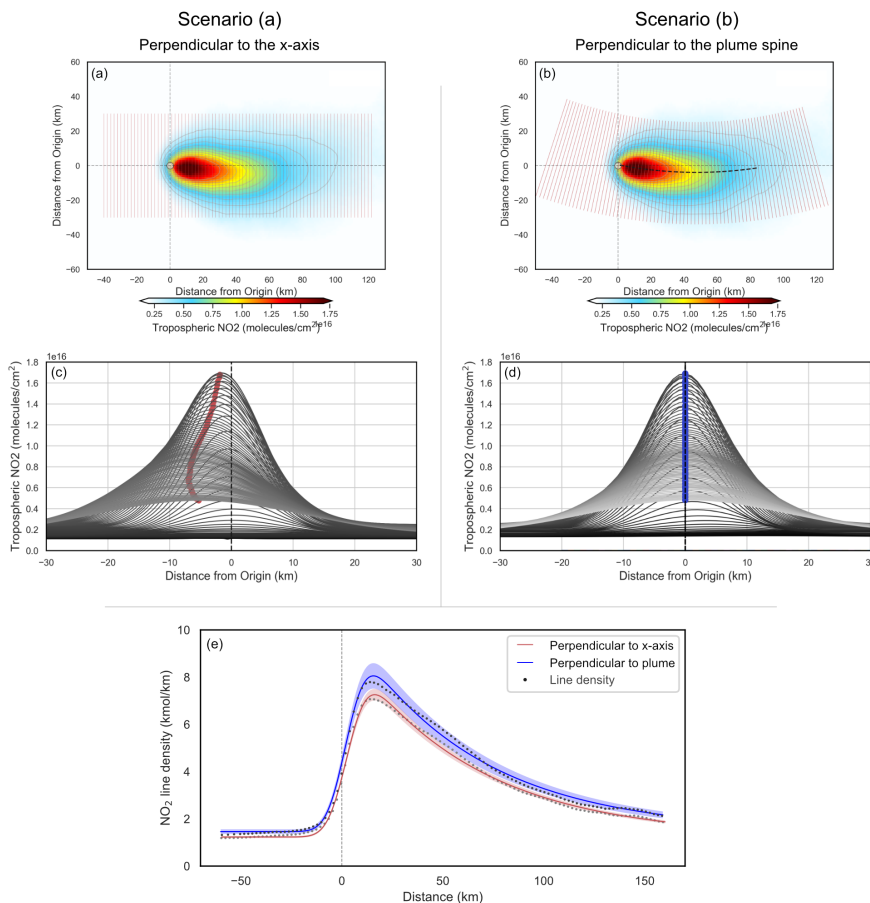 Scenario (a)
Perpendicular to the x-axis
Scenario (b)
Perpendicular to the plume spine
(a)
60
40
20
0
−20
−40
−60
Distance from Origin (km)
−40 −20 0 20 40 60 80 100 120
Distance from Origin (km)
0.25 0.50 0.75 1.00 1.25 1.50 1.75
Tropospheric NO2 (molecules/cm²) 1e16
(b)
60
40
20
0
−20
−40
−60
Distance from Origin (km)
−40 −20 0 20 40 60 80 100 120
Distance from Origin (km)
0.25 0.50 0.75 1.00 1.25 1.50 1.75
Tropospheric NO2 (molecules/cm²) 1e16
1e16
(c)
1.8
1.6
1.4
1.2
1.0
0.8
0.6
0.4
0.2
0.0
Tropospheric NO2 (molecules/cm²)
−30 −20 −10 0 10 20 30
Distance from Origin (km)
1e16
(d)
1.8
1.6
1.4
1.2
1.0
0.8
0.6
0.4
0.2
0.0
Tropospheric NO2 (molecules/cm²)
−30 −20 −10 0 10 20 30
Distance from Origin (km)
(e)
10
8
6
4
2
0
NO₂ line density (kmol/km)
Perpendicular to x-axis
Perpendicular to plume
Line density
−50 0 50 100 150
Distance (km)